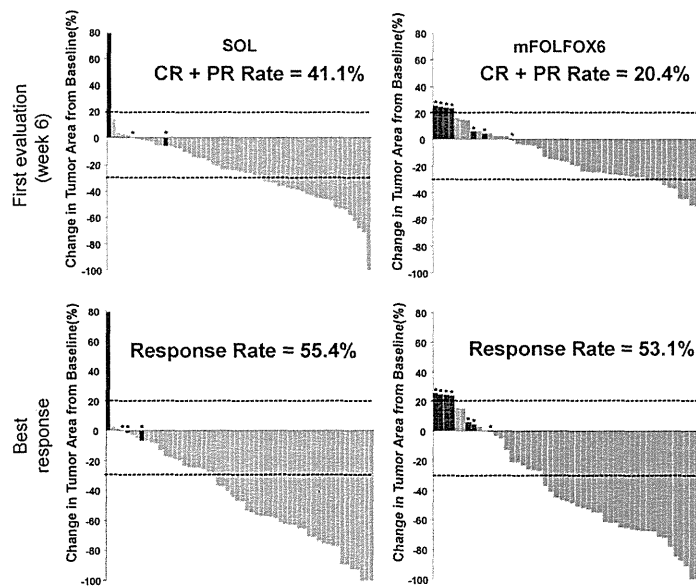 SOL
CR + PR Rate = 41.1%
First evaluation
(week 6)
Change in Tumor Area from Baseline(%)
80
60
40
20
0
-20
-40
-60
-80
-100
* *
mFOLFOX6
CR + PR Rate = 20.4%
Change in Tumor Area from Baseline(%)
80
60
40
20
0
-20
-40
-60
-80
-100
* * * * * * *
Response Rate = 55.4%
Best
response
Change in Tumor Area from Baseline(%)
80
60
40
20
0
-20
-40
-60
-80
-100
* * *
Response Rate = 53.1%
Change in Tumor Area from Baseline(%)
80
60
40
20
0
-20
-40
-60
-80
-100
* * * * * * *